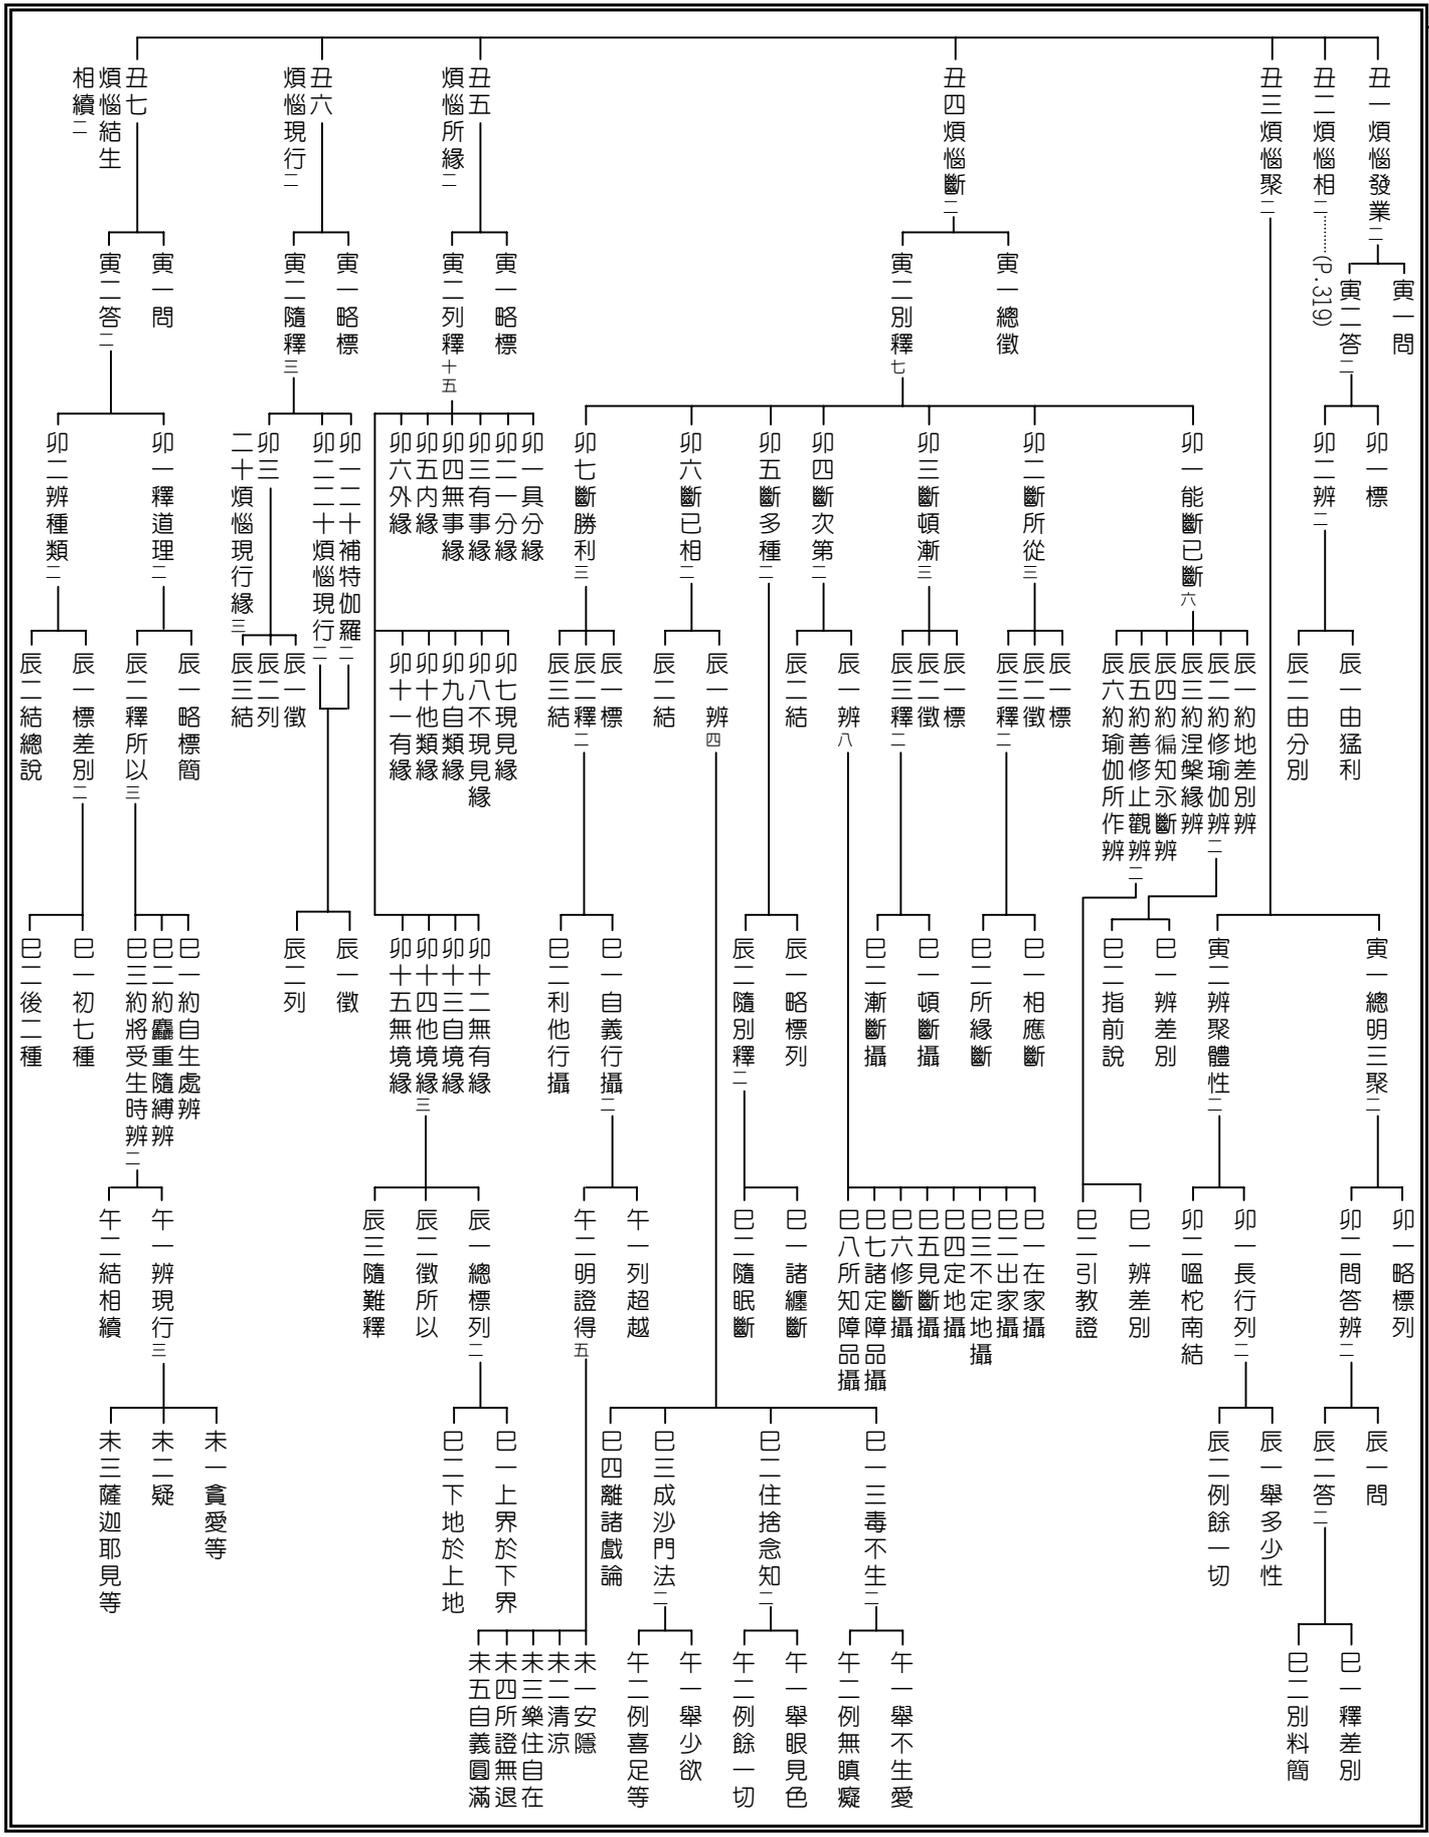 丑一煩惱發業二
寅一問
寅二答二
卯一標
卯二辨二
辰一由猛利
辰二由分別
丑二煩惱相二………(P.319)
丑三煩惱聚二
寅一總明三聚二
卯一略標列
卯二問答辨二
辰一問
辰二答二
巳一釋差別
巳二別料簡
寅二辨聚體性二
卯一長行列二
辰一舉多少性
辰二例餘一切
卯二嗢柁南結
丑四煩惱斷二
寅一總徵
寅二別釋七
卯一能斷已斷六
辰一約地差別辨
辰二約修瑜伽辨二
巳一辨差別
巳二指前說
辰三約涅槃緣辨
辰四約徧知永斷辨
辰五約善修止觀辨二
巳一辨差別
巳二引教證
辰六約瑜伽所作辨
卯二斷所從三
辰一標
辰二徵
辰三釋二
巳一相應斷
巳二所緣斷
卯三斷頓漸三
辰一標
辰二徵
辰三釋二
巳一頓斷攝
巳二漸斷攝
卯四斷次第二
辰一辨八
巳一在家攝
巳二出家攝
巳三不定地攝
巳四定地攝
巳五見斷攝
巳六修斷攝
巳七諸定障品攝
巳八所知障品攝
辰二結
卯五斷多種二
辰一略標列
辰二隨別釋二
巳一諸纏斷
巳二隨眠斷
卯六斷已相二
辰一辨四
巳一三毒不生二
午一舉不生愛
午二例無瞋癡
巳二住捨念知二
午一舉眼見色
午二例餘一切
巳三成沙門法二
午一舉少欲
午二例喜足等
巳四離諸戲論
辰二結
卯七斷勝利三
辰一標
辰二釋二
巳一自義行攝二
午一列超越
午二明證得五
未一安隱
未二清涼
未三樂住自在
未四所證無退
未五自義圓滿
巳二利他行攝
辰三結
丑五
煩惱所緣二
寅一略標
寅二列釋十五
卯一具分緣
卯二一分緣
卯三有事緣
卯四無事緣
卯五內緣
卯六外緣
卯七現見緣
卯八不現見緣
卯九自類緣
卯十他類緣
卯十一有緣
卯十二無有緣
卯十三自境緣
卯十四他境緣三
辰一總標列二
巳一上界於下界
巳二下地於上地
辰二徵所以
辰三隨難釋
卯十五無境緣
丑六
煩惱現行二
寅一略標
寅二隨釋三
卯一二十補特伽羅二
卯二二十煩惱現行二
辰一徵
辰二列
卯三
二十煩惱現行緣三
辰一徵
辰二列
辰三結
丑七
煩惱結生
相續二
寅一問
寅二答二
卯一釋道理二
辰一略標簡
辰二釋所以三
巳一約自生處辨
巳二約麤重隨縛辨
巳三約將受生時辨二
午一辨現行三
未一貪愛等
未二疑
未三薩迦耶見等
午二結相續
卯二辨種類二
辰一標差別二
巳一初七種
巳二後二種
辰二結總說